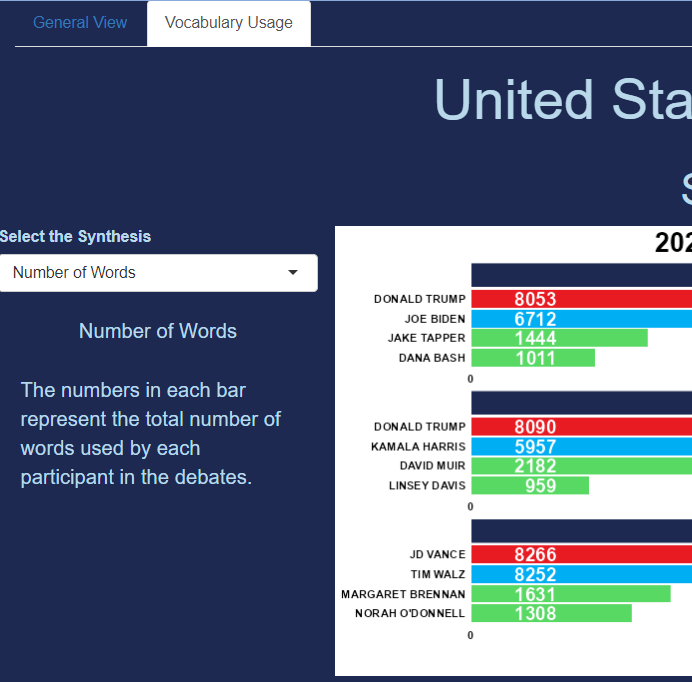 General View
Vocabulary Usage
United Sta
S
Select the Synthesis
Number of Words
Number of Words
The numbers in each bar
represent the total number of
words used by each
participant in the debates.
202
DONALD TRUMP 8053
JOE BIDEN 6712
JAKE TAPPER 1444
DANA BASH 1011
0
DONALD TRUMP 8090
KAMALA HARRIS 5957
DAVID MUIR 2182
LINSEY DAVIS 959
0
JD VANCE 8266
TIM WALZ 8252
MARGARET BRENNAN 1631
NORAH O'DONNELL 1308
0